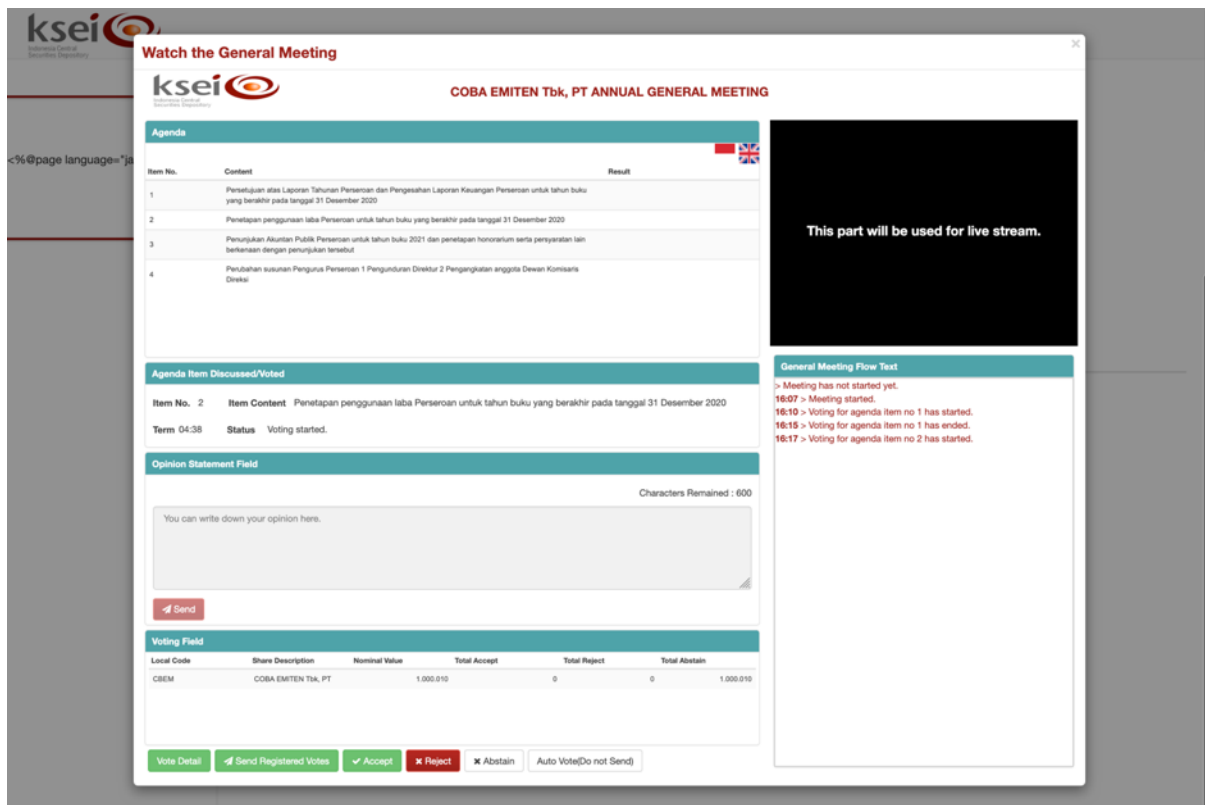 ksei
Indonesia Central
Securities Depository
<%@page language="ja
Watch the General Meeting
×
ksei
Indonesia Central
Securities Depository
COBA EMITEN Tbk, PT ANNUAL GENERAL MEETING
Agenda
Item No. Content Result
1 Persetujuan atas Laporan Tahunan Perseroan dan Pengesahan Laporan Keuangan Perseroan untuk tahun buku
yang berakhir pada tanggal 31 Desember 2020
2 Penetapan penggunaan laba Perseroan untuk tahun buku yang berakhir pada tanggal 31 Desember 2020
3 Penunjukan Akuntan Publik Perseroan untuk tahun buku 2021 dan penetapan honorarium serta persyaratan lain
berkenaan dengan penunjukan tersebut
4 Perubahan susunan Pengurus Perseroan 1 Pengunduran Direktur 2 Pengangkatan anggota Dewan Komisaris
Direksi
This part will be used for live stream.
Agenda Item Discussed/Voted
Item No. 2 Item Content Penetapan penggunaan laba Perseroan untuk tahun buku yang berakhir pada tanggal 31 Desember 2020
Term 04:38 Status Voting started.
General Meeting Flow Text
> Meeting has not started yet.
16:07 > Meeting started.
16:10 > Voting for agenda item no 1 has started.
16:15 > Voting for agenda item no 1 has ended.
16:17 > Voting for agenda item no 2 has started.
Opinion Statement Field
Characters Remained : 600
You can write down your opinion here.
Send
Voting Field
Local Code Share Description Nominal Value Total Accept Total Reject Total Abstain
CBEM COBA EMITEN Tbk, PT 1.000.010 0 0 1.000.010
Vote Detail Send Registered Votes Accept Reject Abstain Auto Vote(Do not Send)